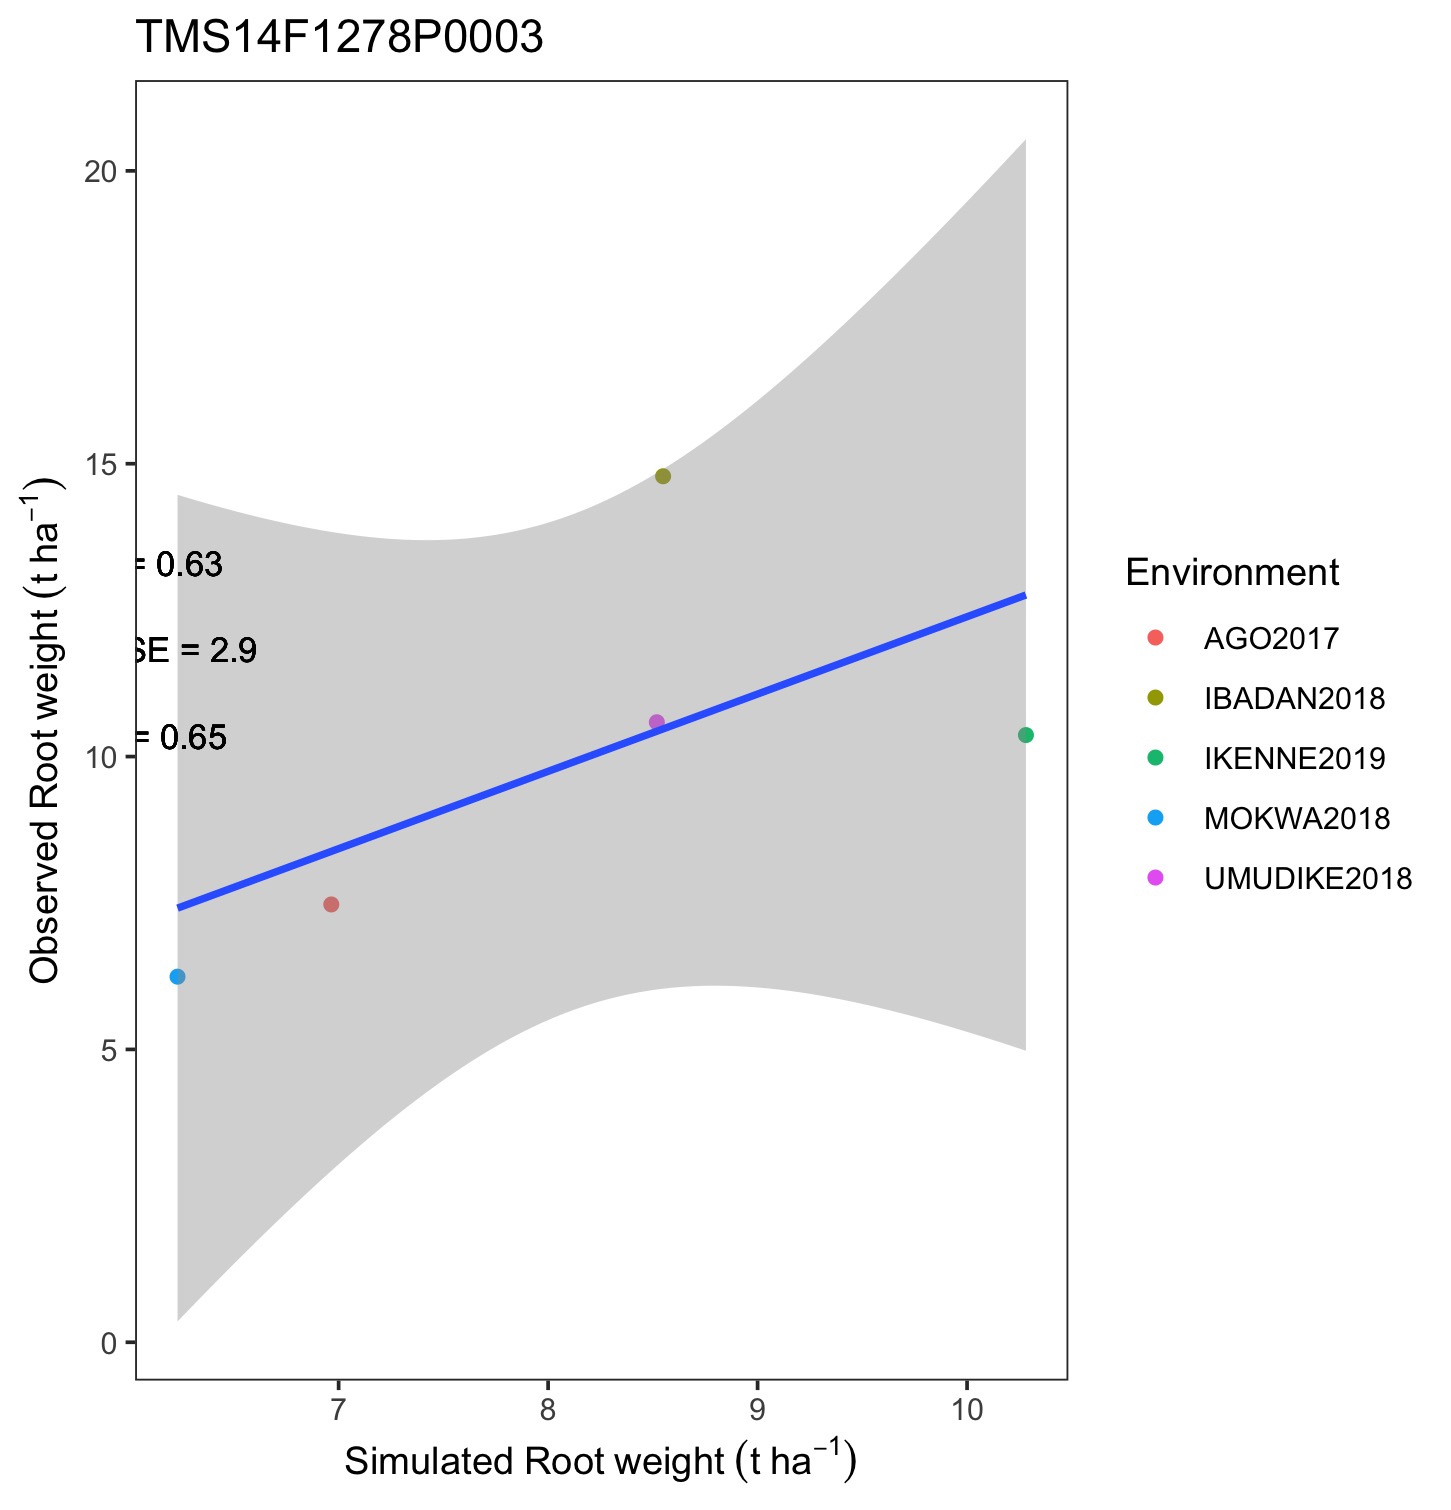 TMS14F1278P0003
20
15
10
5
0
= 0.63
SE = 2.9
= 0.65
Observed Root weight (t ha⁻¹)
7
8
9
10
Simulated Root weight (t ha⁻¹)
Environment
AGO2017
IBADAN2018
IKENNE2019
MOKWA2018
UMUDIKE2018